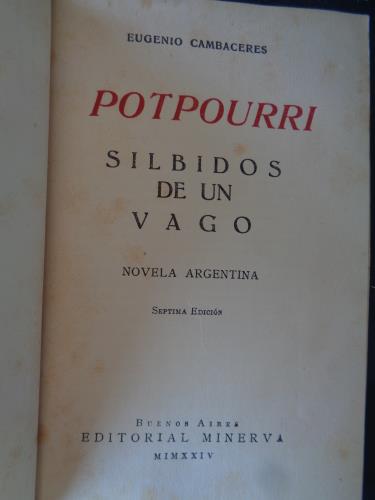 EUGENIO CAMBACERES
POTPOURRI
SILBIDOS
DE UN
VAGO
NOVELA ARGENTINA
SEPTIMA EDICIÓN
BUENOS AIRES
EDITORIAL MINERVA
MIMXXIV